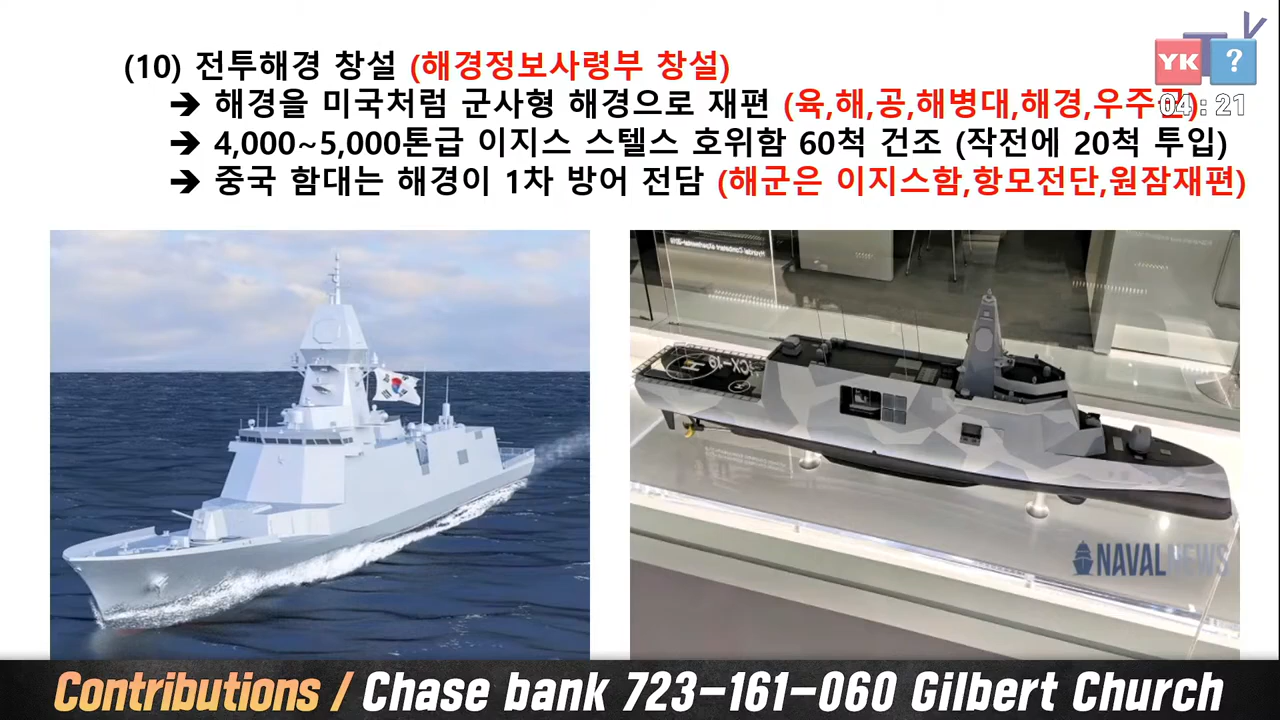 (10) 전투해경 창설 (해경정보사령부 창설)
➔ 해경을 미국처럼 군사형 해경으로 재편 (육,해,공,해병대,해경,우주군)
➔ 4,000~5,000톤급 이지스 스텔스 호위함 60척 건조 (작전에 20척 투입)
➔ 중국 함대는 해경이 1차 방어 전담 (해군은 이지스함,항모전단,원잠재편)
TV
YK ?
04 : 21
CX-19
H
NAVALNEWS
Contributions / Chase bank 723-161-060 Gilbert Church